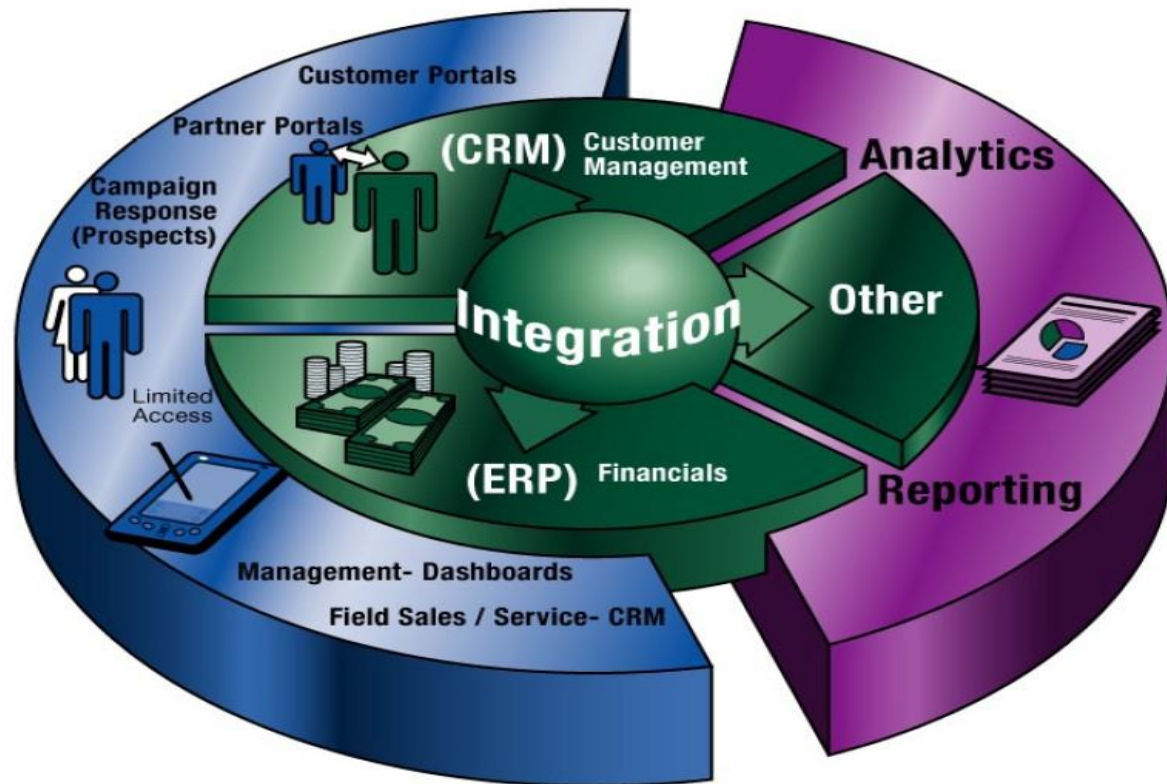 Customer Portals
Partner Portals
Campaign
Response
(Prospects)
Limited
Access
Management- Dashboards
Field Sales / Service- CRM
(CRM) Customer
Management
Integration
Other
(ERP) Financials
Analytics
Reporting